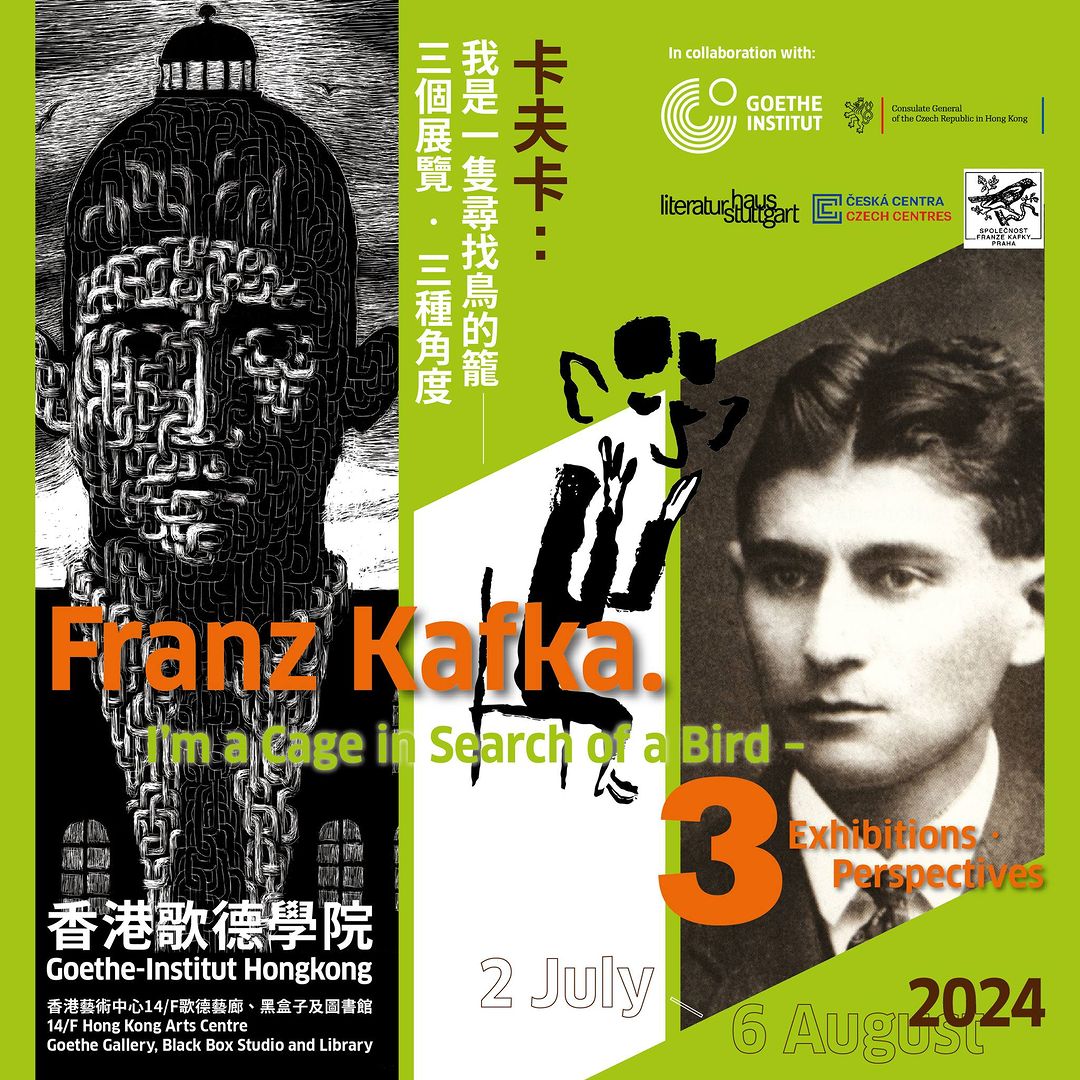 卡夫卡：
我是一隻尋找鳥的籠——
三個展覽．三種角度
In collaboration with:
GOETHE
INSTITUT
Consulate General
of the Czech Republic in Hong Kong
literaturhaus
stuttgart
ČESKÁ CENTRA
CZECH CENTRES
SPOLEČNOST
FRANZE KAFKY
PRAHA
Franz Kafka.
I'm a Cage in Search of a Bird –
3 Exhibitions ·
Perspectives
香港歌德學院
Goethe-Institut Hongkong
香港藝術中心14/F歌德藝廊、黑盒子及圖書館
14/F Hong Kong Arts Centre
Goethe Gallery, Black Box Studio and Library
2 July –
6 August
2024